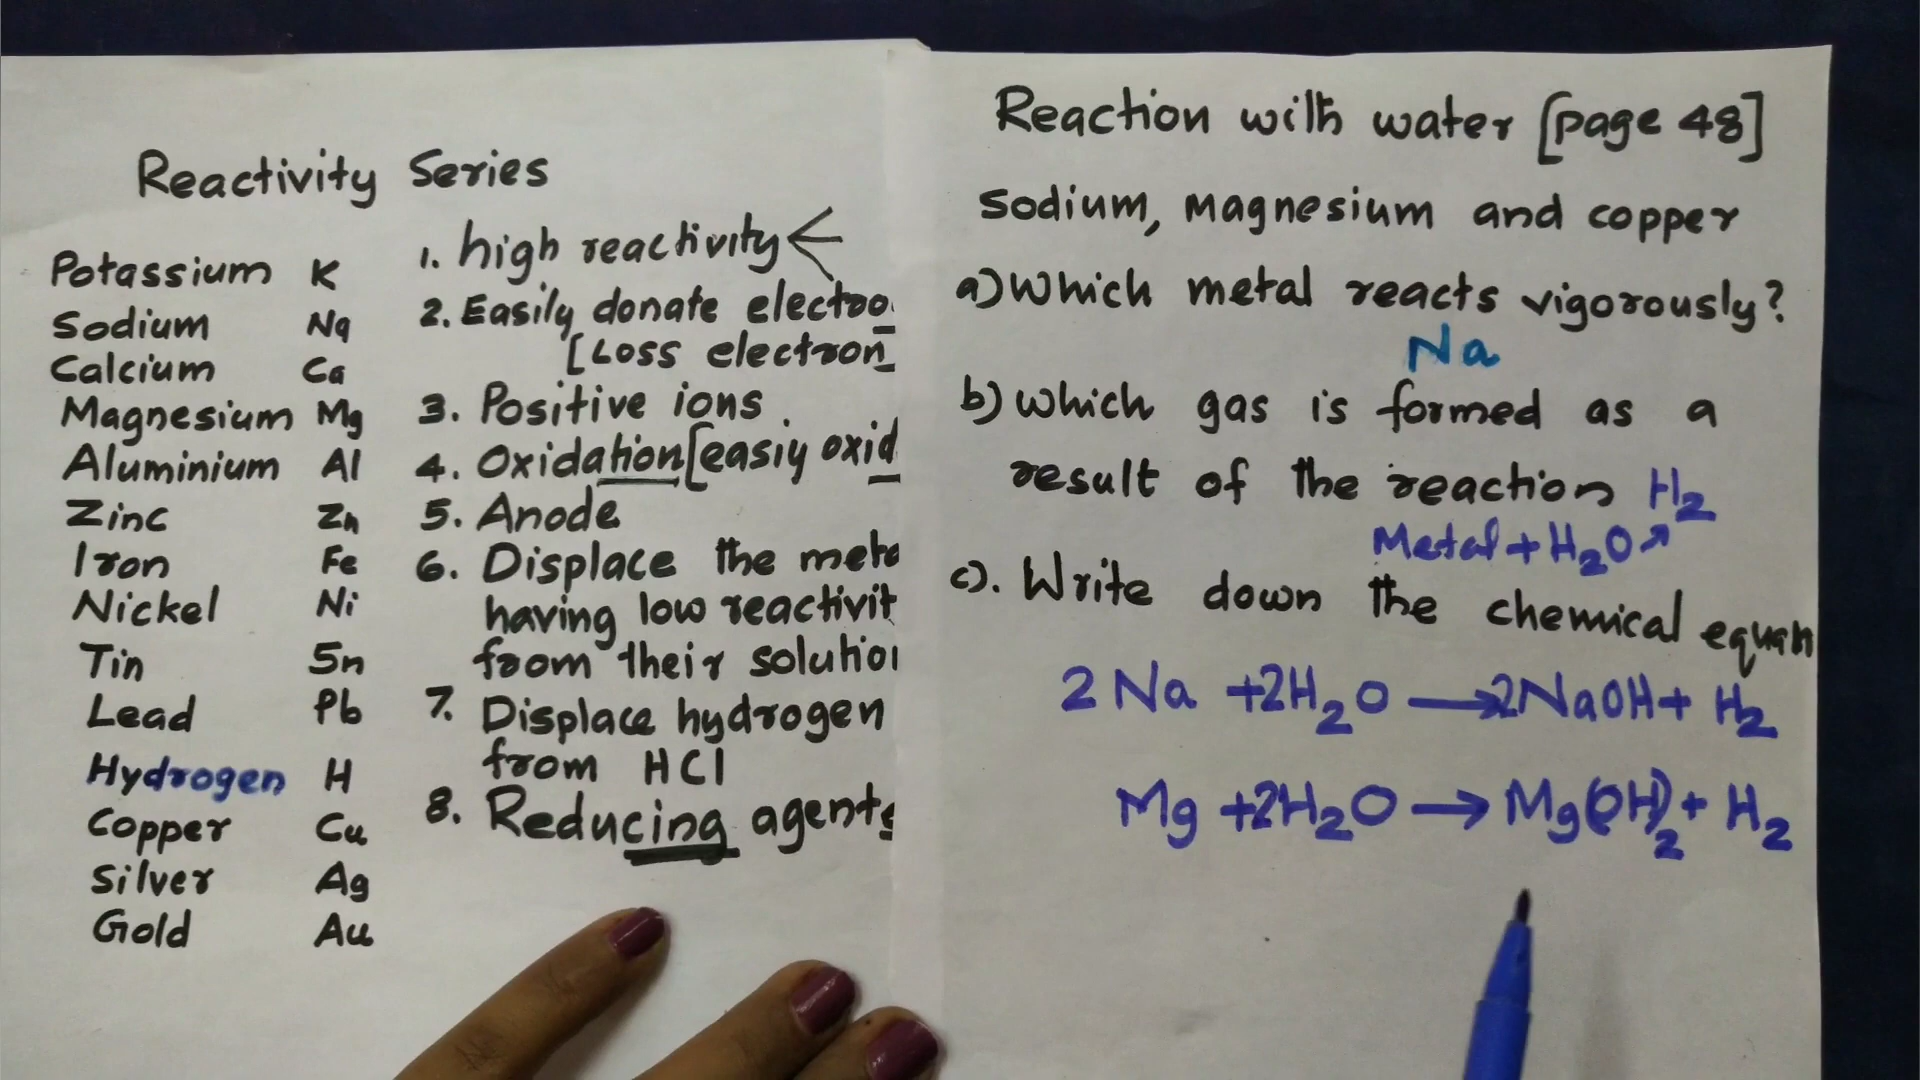 Reactivity Series
Potassium K
Sodium Na
Calcium Ca
Magnesium Mg
Aluminium Al
Zinc Zn
Iron Fe
Nickel Ni
Tin Sn
Lead Pb
Hydrogen H
Copper Cu
Silver Ag
Gold Au
1. high reactivity
2. Easily donate electro
[Loss electron
3. Positive ions
4. Oxidation [easiy oxid
5. Anode
6. Displace the meta
having low reactivit
from their solution
7. Displace hydrogen
from HCl
8. Reducing agents
Reaction with water [page 48]
Sodium, Magnesium and copper
a) Which metal reacts vigorously?
Na
b) which gas is formed as a
result of the reaction H2
Metal + H2O ↗
c). Write down the chemical equan
2 Na + 2H2O → 2NaOH + H2
Mg + 2H2O → Mg(OH)2 + H2